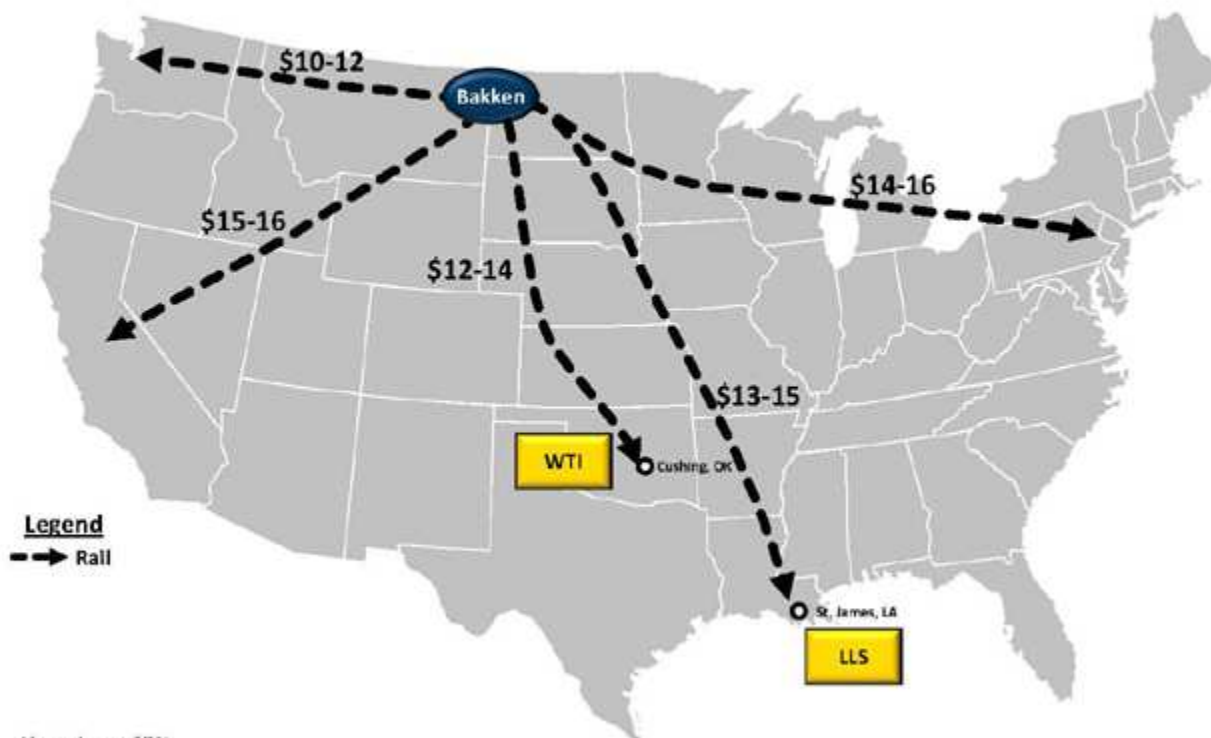 $10-12
Bakken
$14-16
$15-16
$12-14
$13-15
WTI
Cushing, OK
Legend
Rail
St. James, LA
LLS